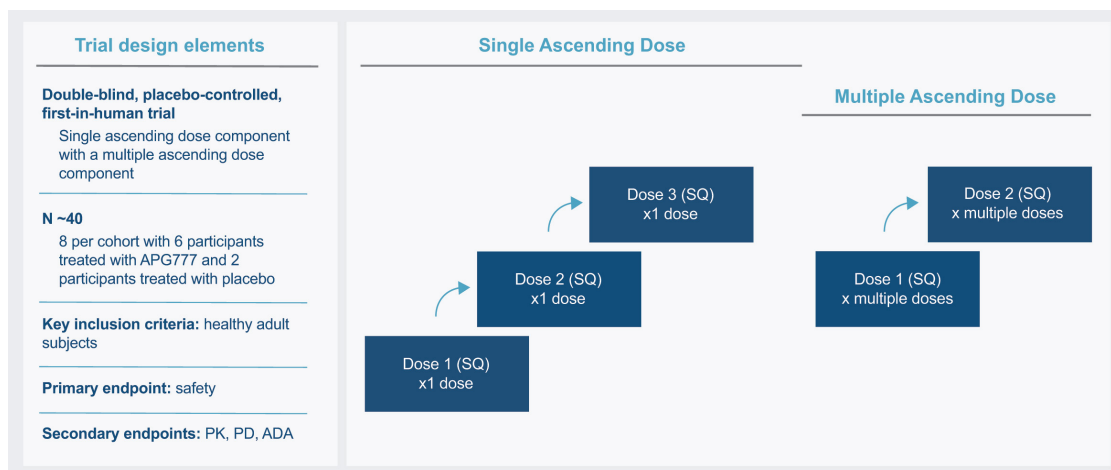 Trial design elements
Double-blind, placebo-controlled,
first-in-human trial
Single ascending dose component
with a multiple ascending dose
component
N ~40
8 per cohort with 6 participants
treated with APG777 and 2
participants treated with placebo
Key inclusion criteria: healthy adult
subjects
Primary endpoint: safety
Secondary endpoints: PK, PD, ADA
Single Ascending Dose
Dose 1 (SQ)
x1 dose
Dose 2 (SQ)
x1 dose
Dose 3 (SQ)
x1 dose
Multiple Ascending Dose
Dose 1 (SQ)
x multiple doses
Dose 2 (SQ)
x multiple doses